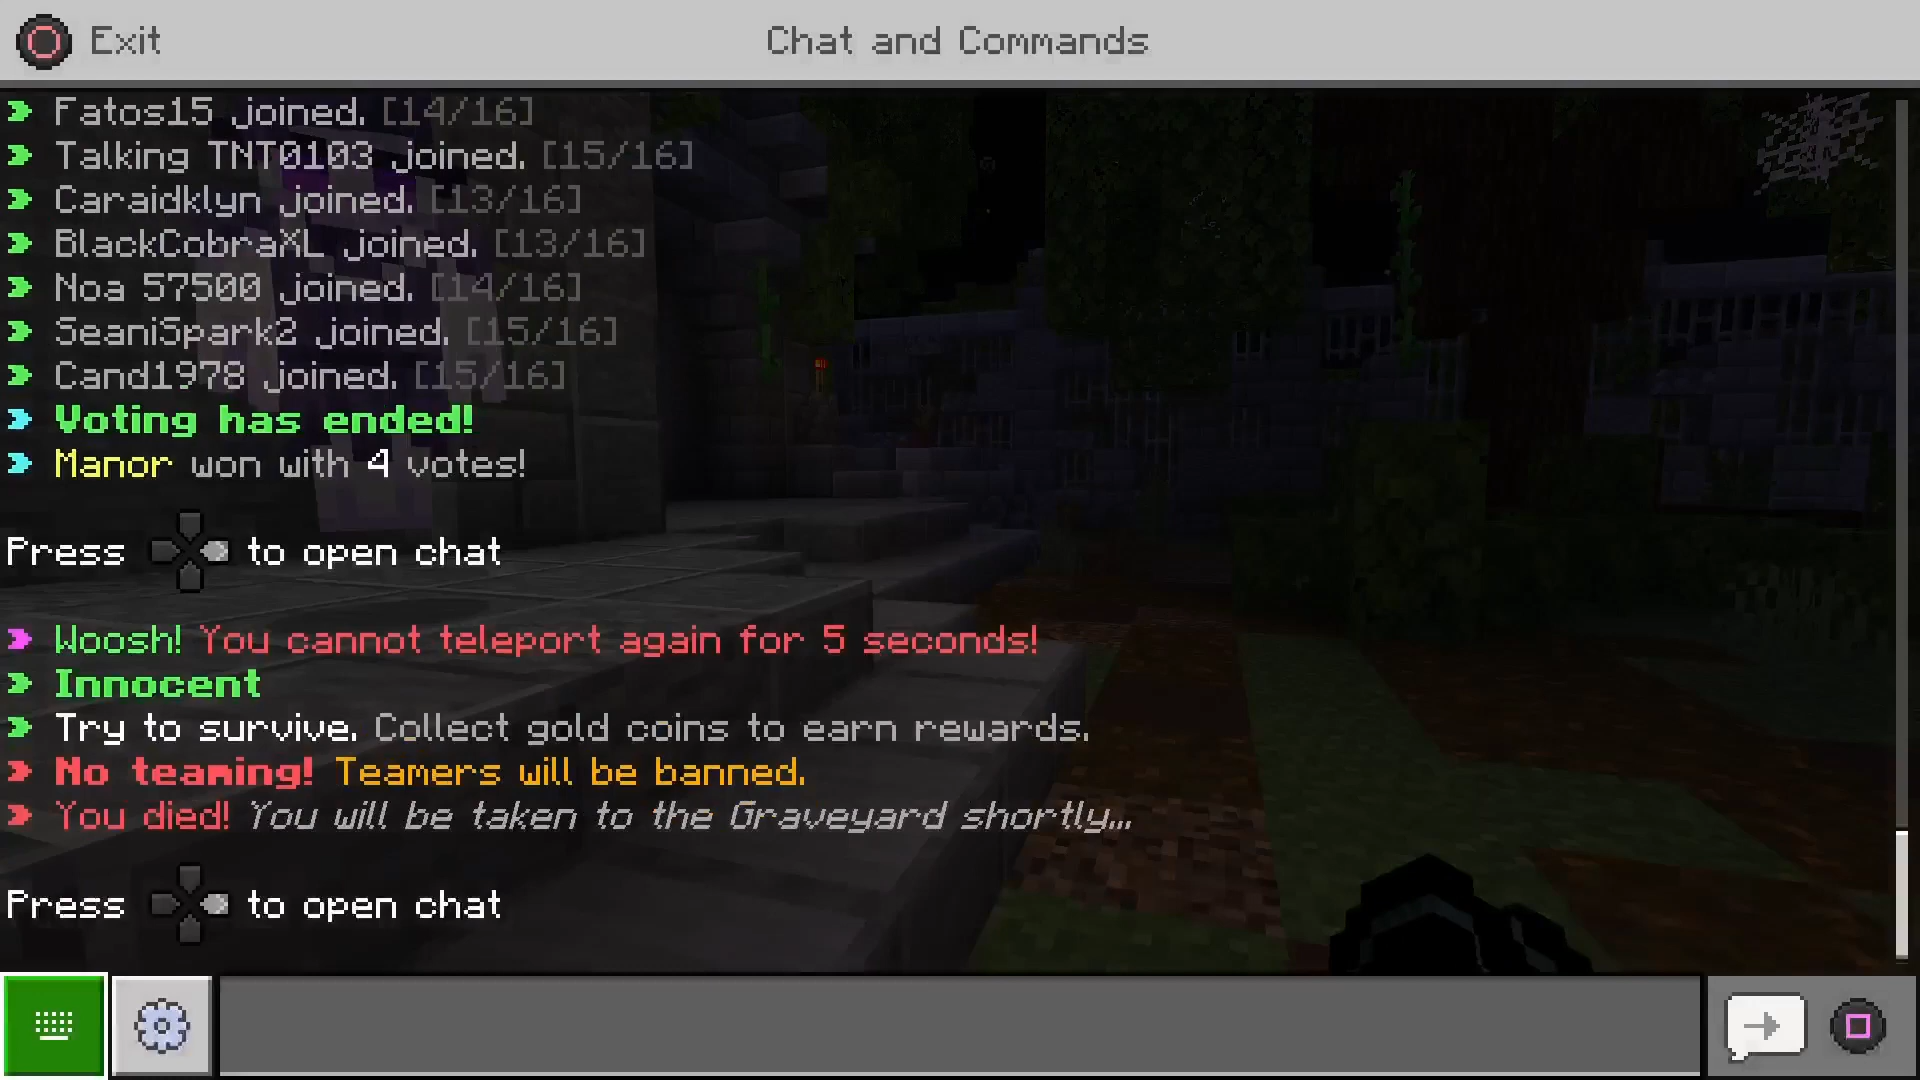 Exit
Chat and Commands
Fatos15 joined. [14/16]
Talking TNT0103 joined. [15/16]
Caraidklyn joined. [13/16]
BlackCobraXL joined. [13/16]
Noa 57500 joined. [14/16]
SeaniSpark2 joined. [15/16]
Cand1978 joined. [15/16]
Voting has ended!
Manor won with 4 votes!
Press to open chat
Woosh! You cannot teleport again for 5 seconds!
Innocent
Try to survive. Collect gold coins to earn rewards.
No teaming! Teamers will be banned.
You died! You will be taken to the Graveyard shortly...
Press to open chat